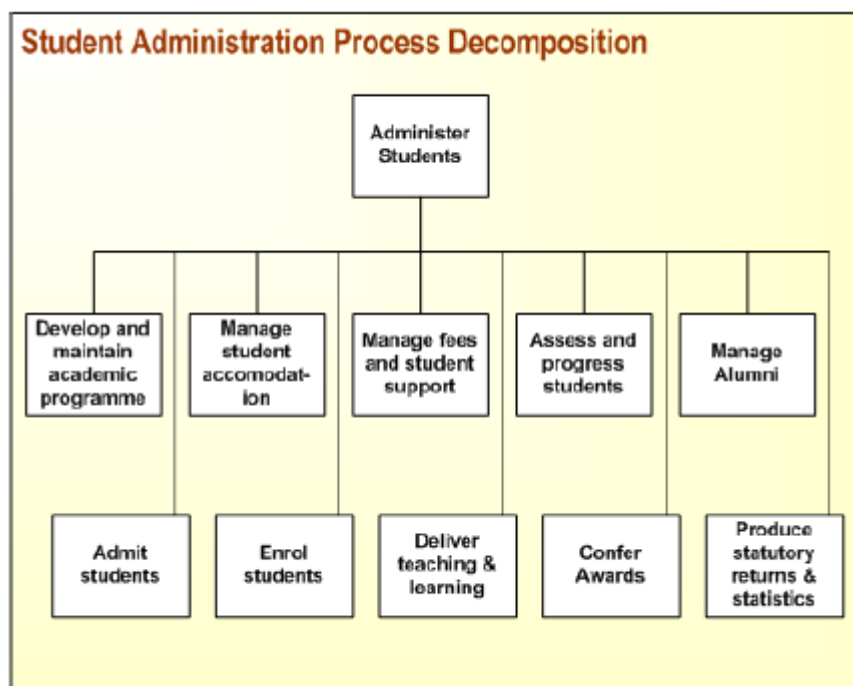 Student Administration Process Decomposition
Administer
Students
Develop and
maintain
academic
programme
Manage
student
accomodat-
ion
Manage fees
and student
support
Assess and
progress
students
Manage
Alumni
Admit
students
Enrol
students
Deliver
teaching &
learning
Confer
Awards
Produce
statutory
returns &
statistics